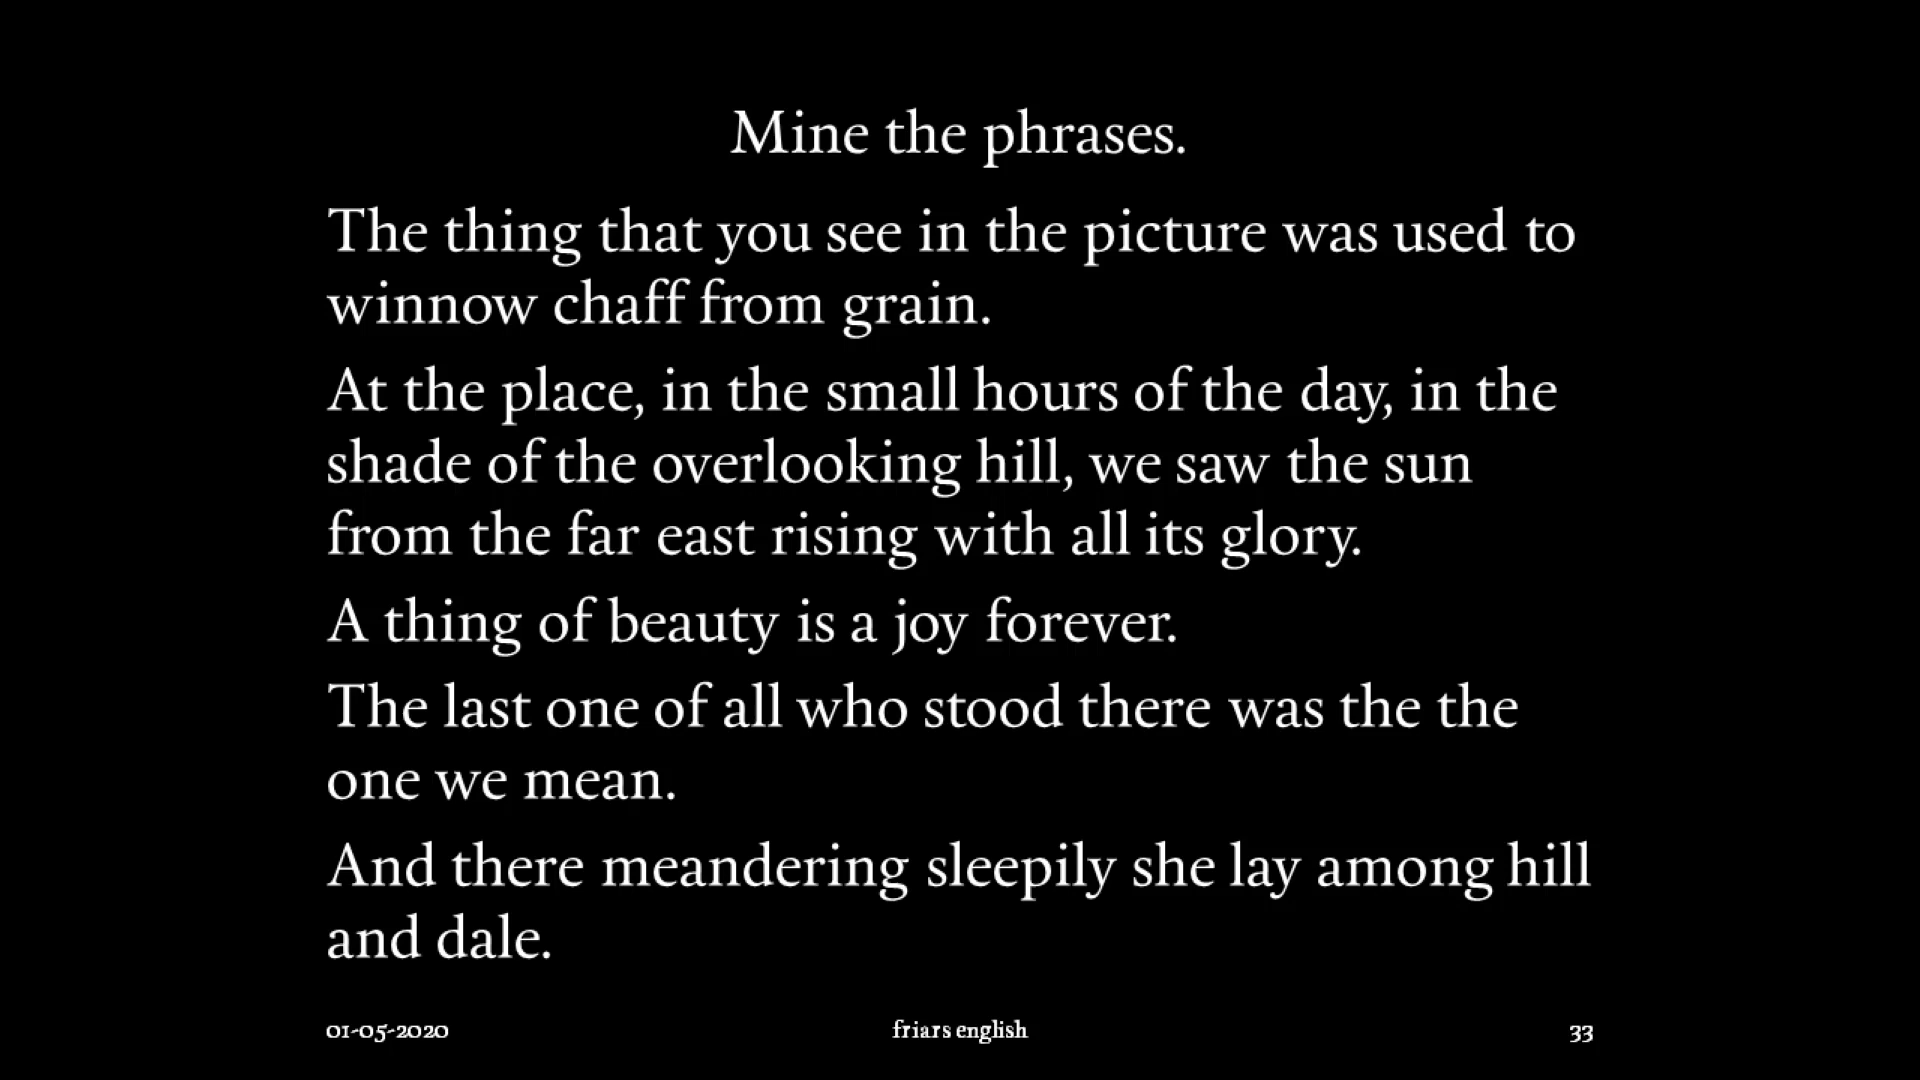 Mine the phrases.
The thing that you see in the picture was used to
winnow chaff from grain.
At the place, in the small hours of the day, in the
shade of the overlooking hill, we saw the sun
from the far east rising with all its glory.
A thing of beauty is a joy forever.
The last one of all who stood there was the the
one we mean.
And there meandering sleepily she lay among hill
and dale.
01-05-2020
friars english
33